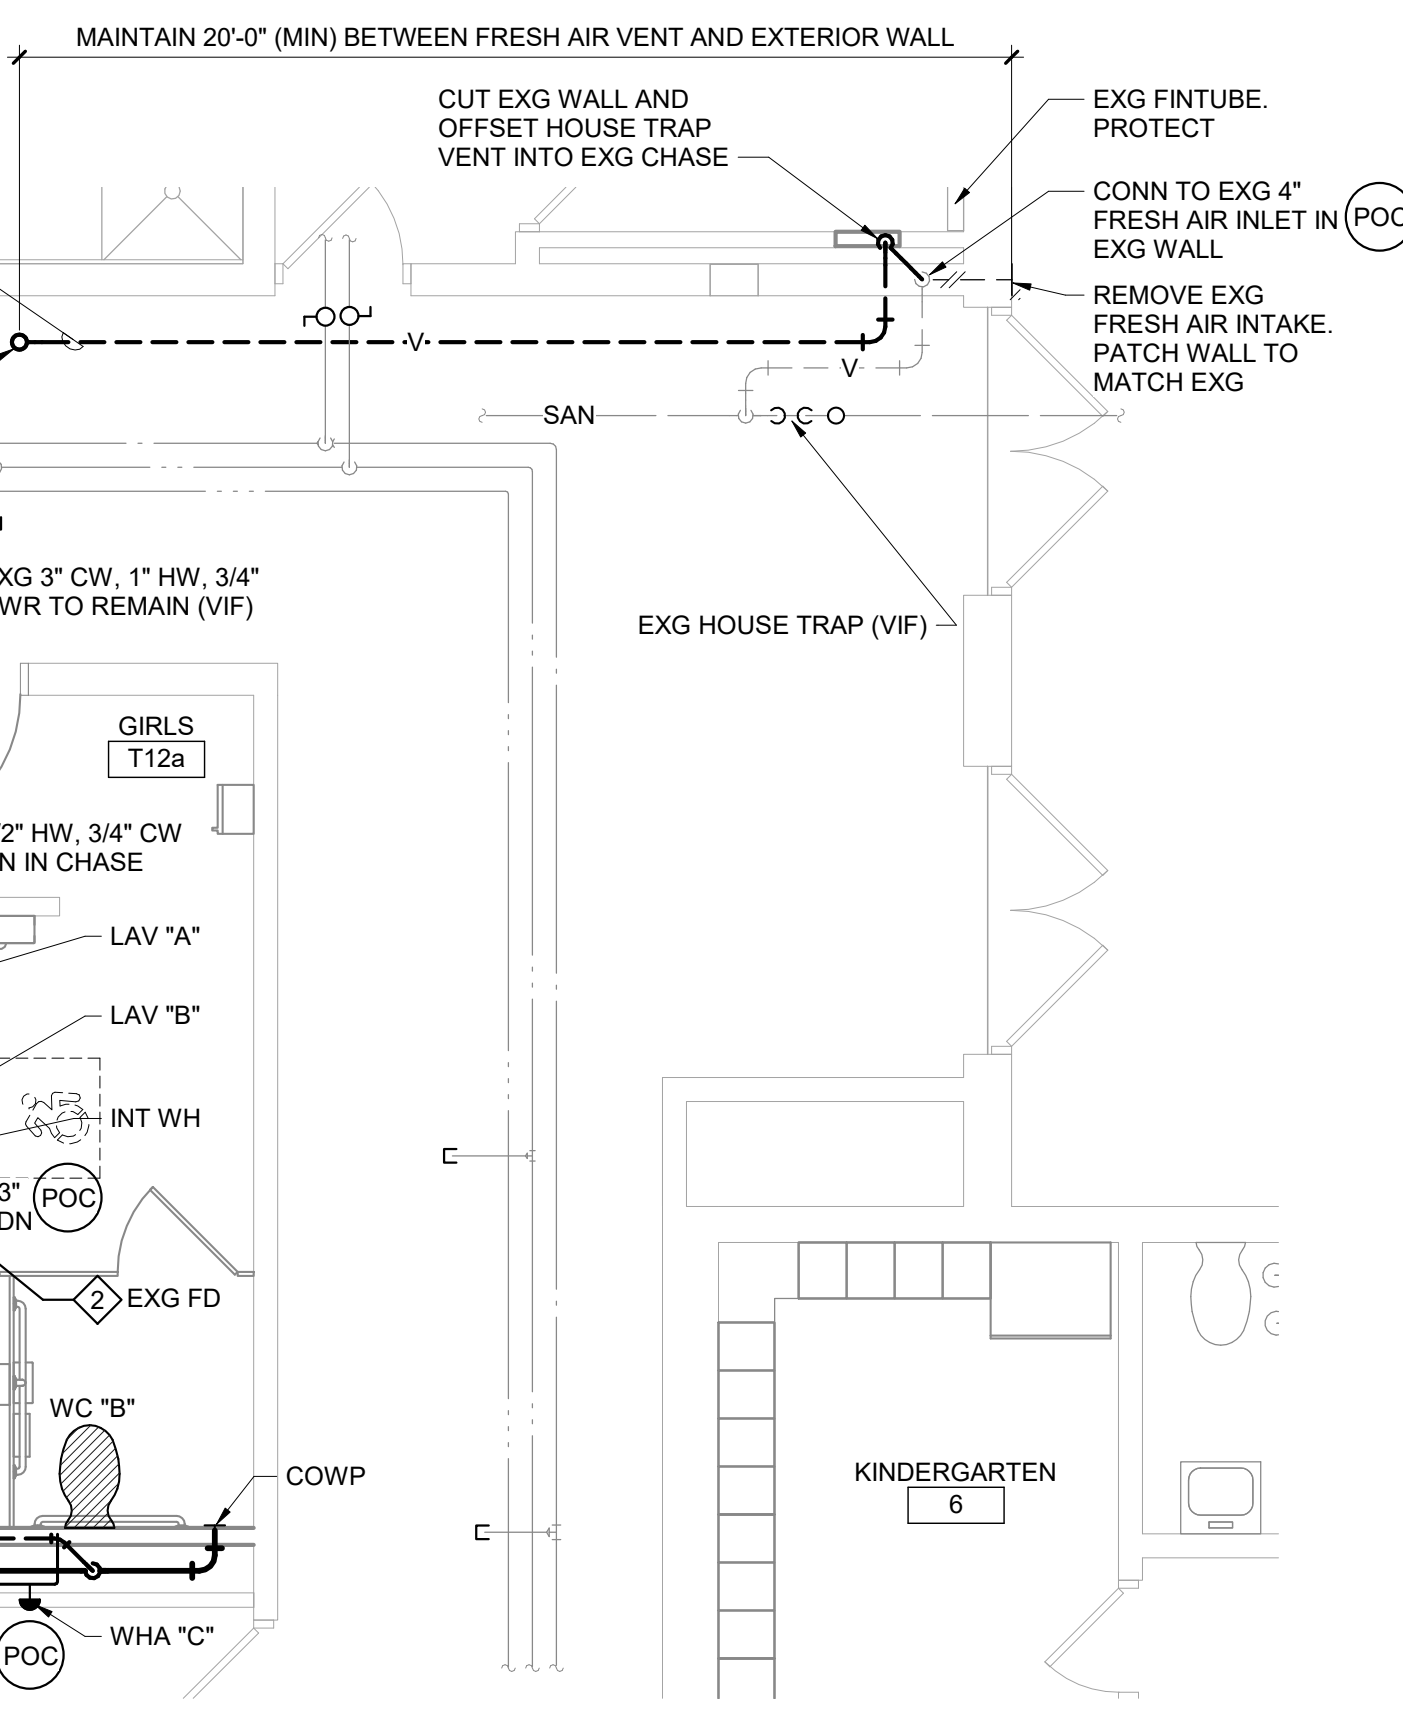 MAINTAIN 20'-0" (MIN) BETWEEN FRESH AIR VENT AND EXTERIOR WALL
CUT EXG WALL AND
OFFSET HOUSE TRAP
VENT INTO EXG CHASE
EXG FINTUBE.
PROTECT
CONN TO EXG 4"
FRESH AIR INLET IN
EXG WALL
POC
REMOVE EXG
FRESH AIR INTAKE.
PATCH WALL TO
MATCH EXG
V
V
SAN
XG 3" CW, 1" HW, 3/4"
WR TO REMAIN (VIF)
EXG HOUSE TRAP (VIF)
GIRLS
T12a
/2" HW, 3/4" CW
N IN CHASE
LAV "A"
LAV "B"
INT WH
3"
DN
POC
2
EXG FD
WC "B"
COWP
KINDERGARTEN
6
WHA "C"
POC